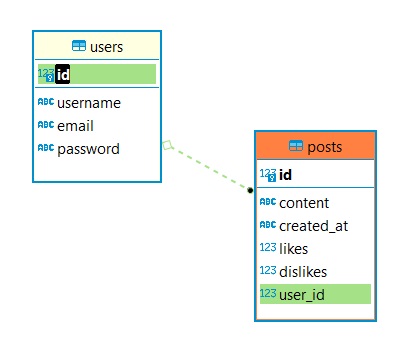 users
123 id
ABC username
ABC email
ABC password
posts
123 id
ABC content
ABC created_at
123 likes
123 dislikes
123 user_id